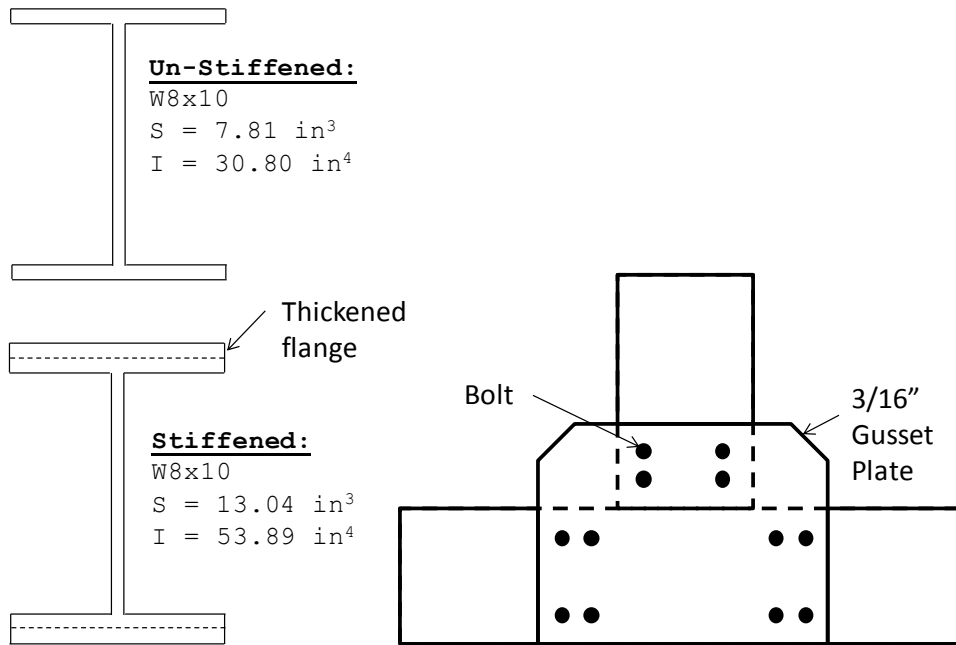 Un-Stiffened:
W8x10
S = 7.81 in³
I = 30.80 in⁴
Thickened
flange
Stiffened:
W8x10
S = 13.04 in³
I = 53.89 in⁴
Bolt
3/16”
Gusset
Plate